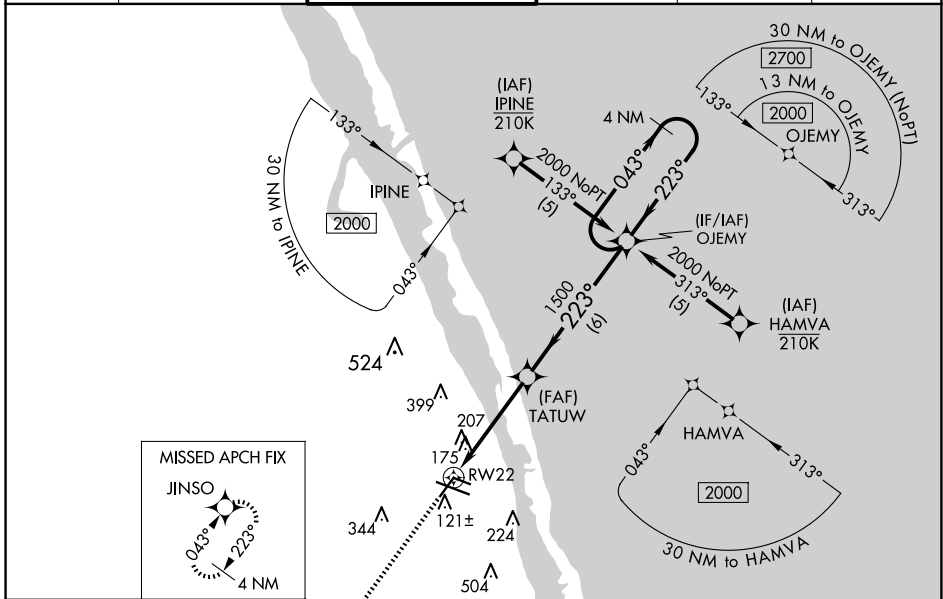 30 NM to OJEMY (NoPT)
2700
13 NM to OJEMY
2000
133°
OJEMY
313°
(IAF)
IPINE
210K
4 NM
133°
IPINE
2000
30 NM to IPINE
043°
2000 NoPT
133°
(5)
043°
223°
(IF/IAF)
OJEMY
2000 NoPT
313°
(5)
(IAF)
HAMVA
210K
1500
223°
(6)
(FAF)
TATUW
524
399
207
175
RW22
344
121±
224
504
HAMVA
043°
313°
2000
30 NM to HAMVA
MISSED APCH FIX
JINSO
043°
223°
4 NM